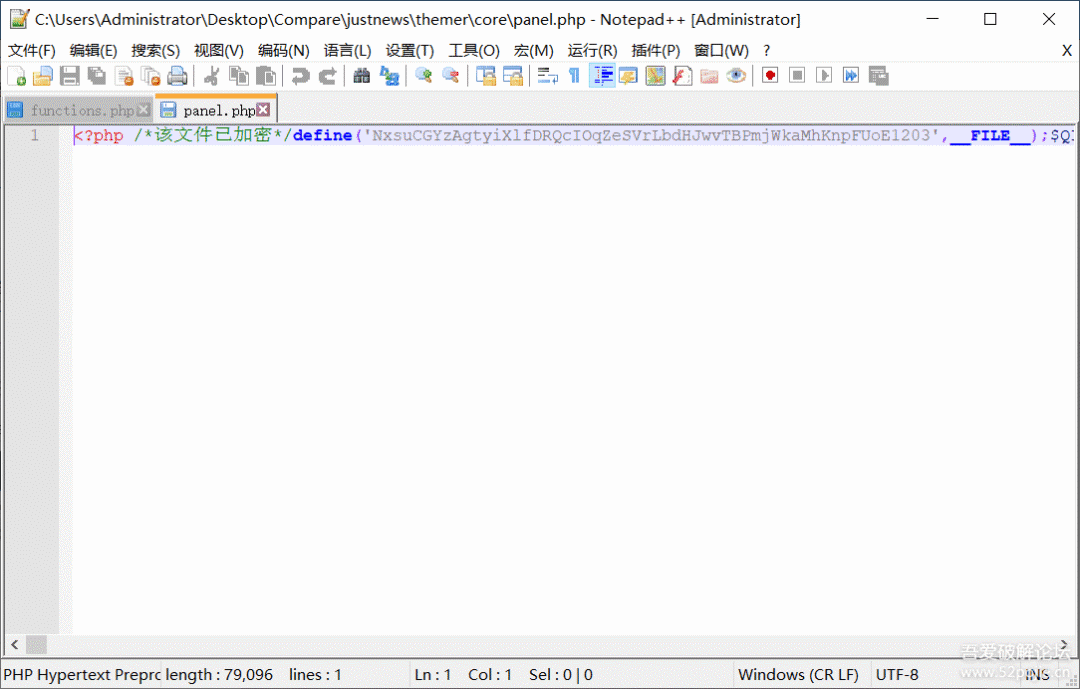 C:\Users\Administrator\Desktop\Compare\justnews\themer\core\panel.php - Notepad++ [Administrator]
文件(F) 编辑(E) 搜索(S) 视图(V) 编码(N) 语言(L) 设置(T) 工具(O) 宏(M) 运行(R) 插件(P) 窗口(W) ? X
functions.php panel.php
1 <?php /*该文件已加密*/define('NxsuCGYzAgtyiXlfDRQcIOqZeSVrLbdHJwvTBPmjWkaMhKnpFUoE1203',__FILE__);$Q
吾爱破解论坛
www.52pojie.cn
PHP Hypertext Prepro length : 79,096 lines : 1 Ln : 1 Col : 1 Sel : 0 | 0 Windows (CR LF) UTF-8 INS